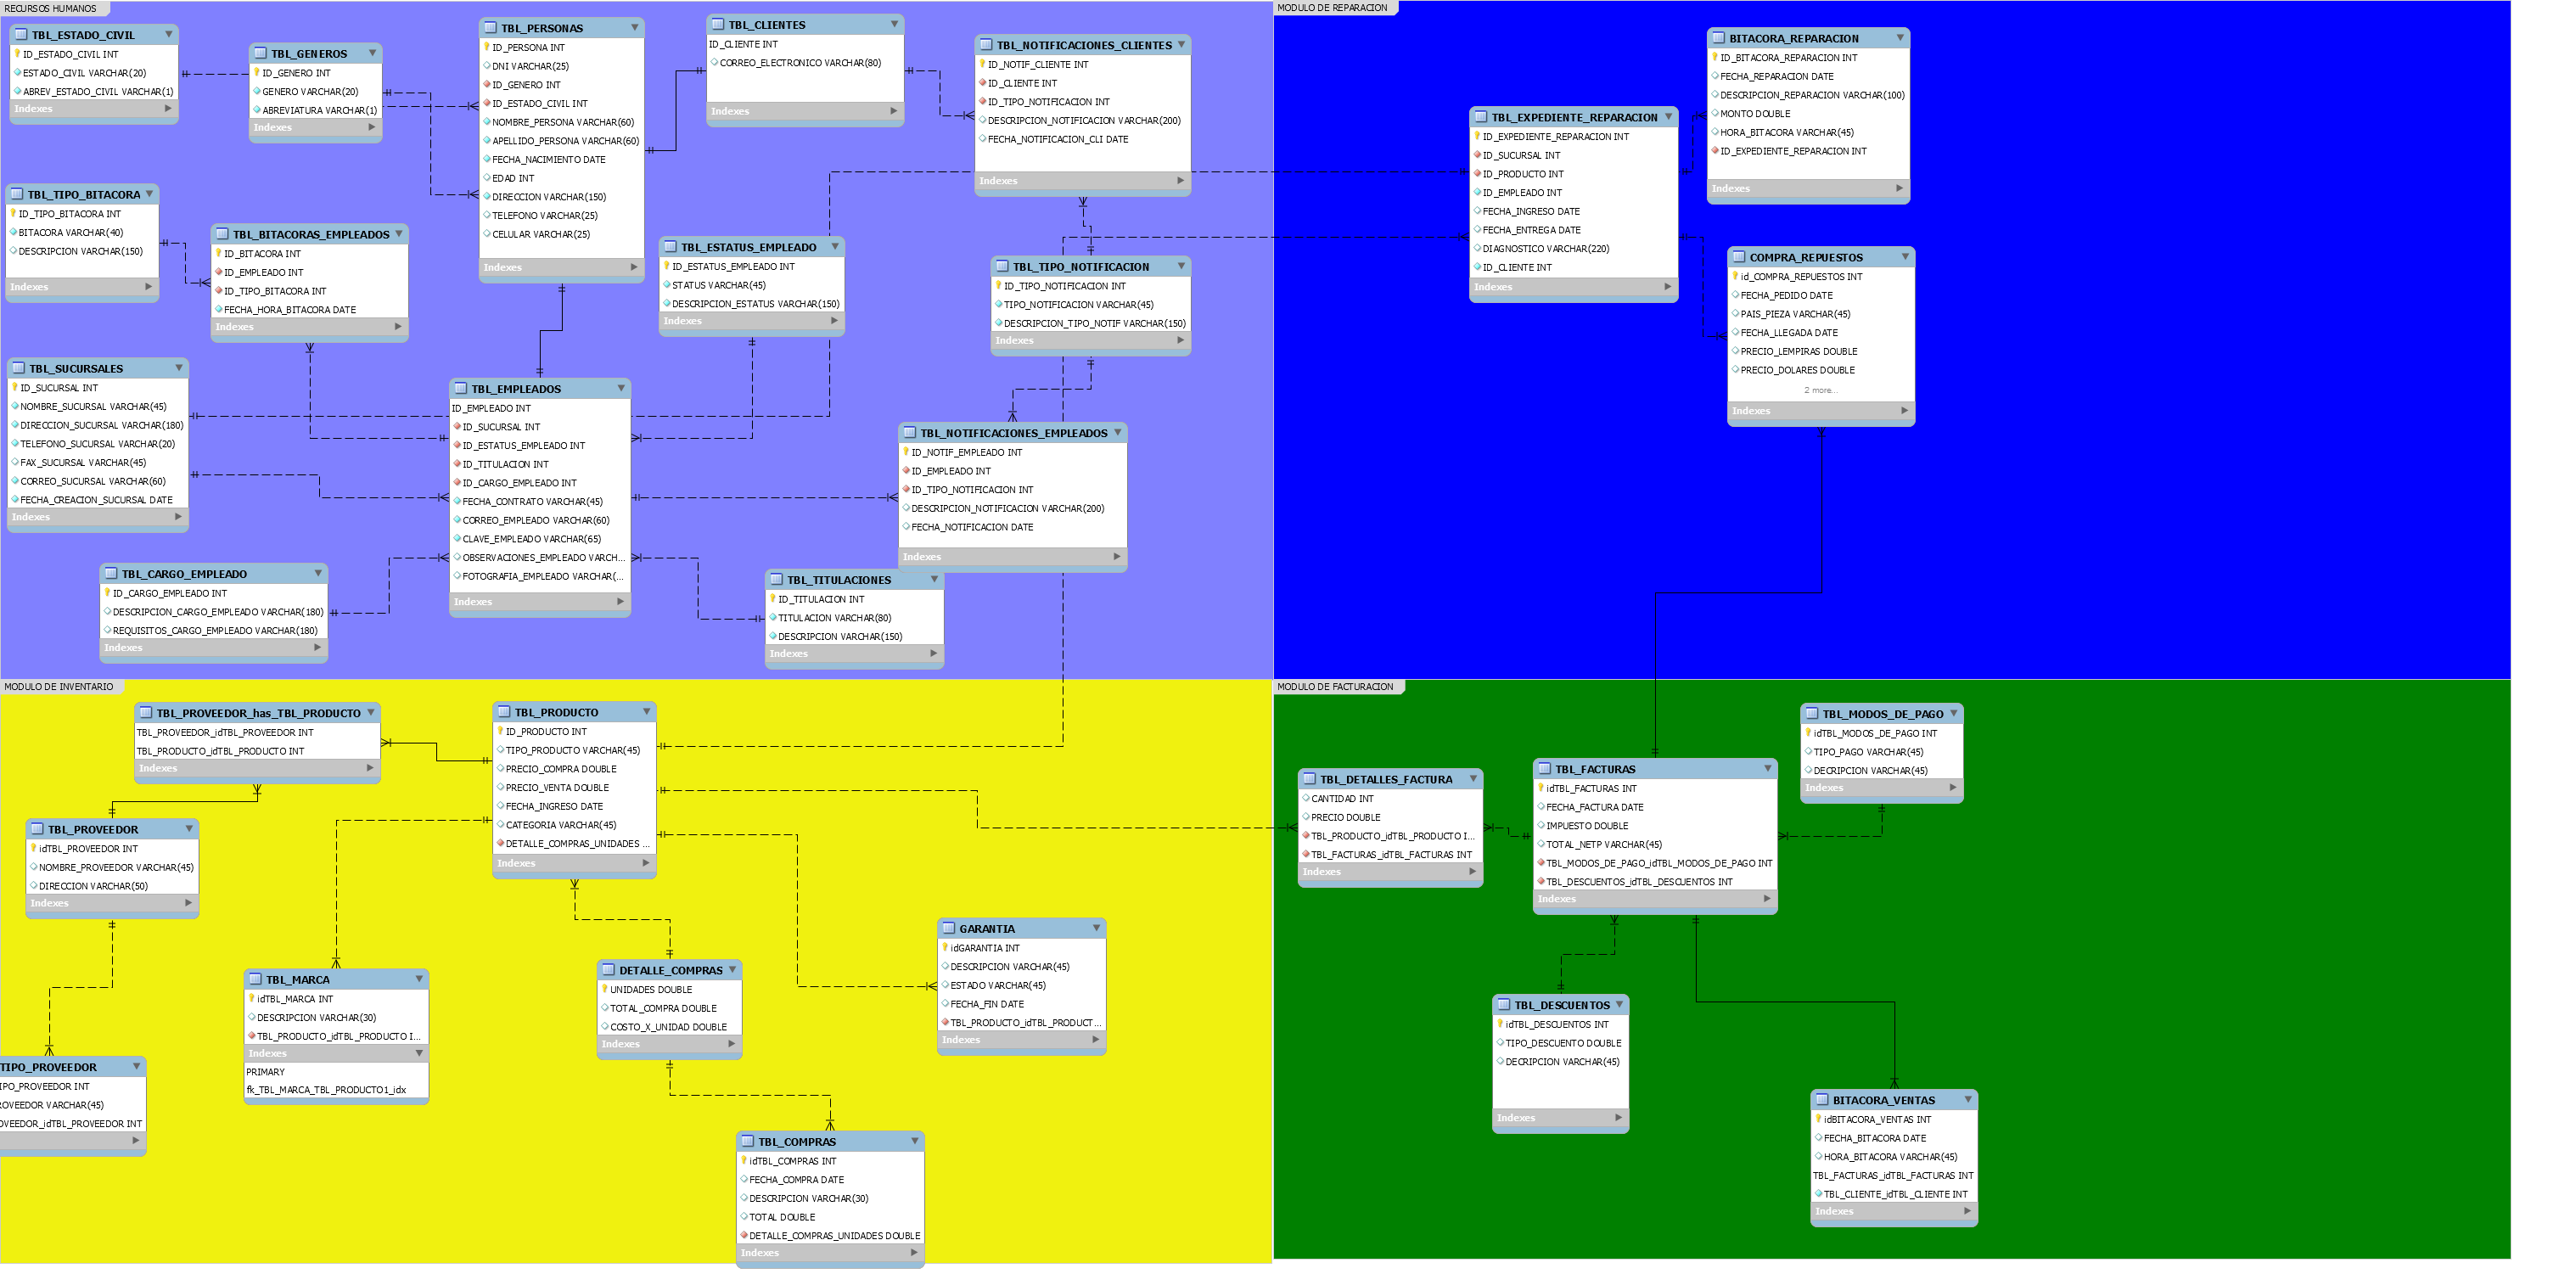 RECURSOS HUMANOS
TBL_ESTADO_CIVIL
ID_ESTADO_CIVIL INT
ESTADO_CIVIL VARCHAR(20)
ABREV_ESTADO_CIVIL VARCHAR(1)
Indexes
TBL_GENEROS
ID_GENERO INT
GENERO VARCHAR(20)
ABREVIATURA VARCHAR(1)
Indexes
TBL_PERSONAS
ID_PERSONA INT
DNI VARCHAR(25)
ID_GENERO INT
ID_ESTADO_CIVIL INT
NOMBRE_PERSONA VARCHAR(60)
APELLIDO_PERSONA VARCHAR(60)
FECHA_NACIMIENTO DATE
EDAD INT
DIRECCION VARCHAR(150)
TELEFONO VARCHAR(25)
CELULAR VARCHAR(25)
Indexes
TBL_CLIENTES
ID_CLIENTE INT
CORREO_ELECTRONICO VARCHAR(80)
Indexes
TBL_NOTIFICACIONES_CLIENTES
ID_NOTIF_CLIENTE INT
ID_CLIENTE INT
ID_TIPO_NOTIFICACION INT
DESCRIPCION_NOTIFICACION VARCHAR(200)
FECHA_NOTIFICACION_CLI DATE
Indexes
TBL_TIPO_BITACORA
ID_TIPO_BITACORA INT
BITACORA VARCHAR(40)
DESCRIPCION VARCHAR(150)
Indexes
TBL_BITACORAS_EMPLEADOS
ID_BITACORA INT
ID_EMPLEADO INT
ID_TIPO_BITACORA INT
FECHA_HORA_BITACORA DATE
Indexes
TBL_ESTATUS_EMPLEADO
ID_ESTATUS_EMPLEADO INT
STATUS VARCHAR(45)
DESCRIPCION_ESTATUS VARCHAR(150)
Indexes
TBL_TIPO_NOTIFICACION
ID_TIPO_NOTIFICACION INT
TIPO_NOTIFICACION VARCHAR(45)
DESCRIPCION_TIPO_NOTIF VARCHAR(150)
Indexes
TBL_SUCURSALES
ID_SUCURSAL INT
NOMBRE_SUCURSAL VARCHAR(45)
DIRECCION_SUCURSAL VARCHAR(180)
TELEFONO_SUCURSAL VARCHAR(20)
FAX_SUCURSAL VARCHAR(45)
CORREO_SUCURSAL VARCHAR(60)
FECHA_CREACION_SUCURSAL DATE
Indexes
TBL_EMPLEADOS
ID_EMPLEADO INT
ID_SUCURSAL INT
ID_ESTATUS_EMPLEADO INT
ID_TITULACION INT
ID_CARGO_EMPLEADO INT
FECHA_CONTRATO VARCHAR(45)
CORREO_EMPLEADO VARCHAR(60)
CLAVE_EMPLEADO VARCHAR(65)
OBSERVACIONES_EMPLEADO VARCH...
FOTOGRAFIA_EMPLEADO VARCHAR(...
Indexes
TBL_NOTIFICACIONES_EMPLEADOS
ID_NOTIF_EMPLEADO INT
ID_EMPLEADO INT
ID_TIPO_NOTIFICACION INT
DESCRIPCION_NOTIFICACION VARCHAR(200)
FECHA_NOTIFICACION DATE
Indexes
TBL_CARGO_EMPLEADO
ID_CARGO_EMPLEADO INT
DESCRIPCION_CARGO_EMPLEADO VARCHAR(180)
REQUISITOS_CARGO_EMPLEADO VARCHAR(180)
Indexes
TBL_TITULACIONES
ID_TITULACION INT
TITULACION VARCHAR(80)
DESCRIPCION VARCHAR(150)
Indexes
MODULO DE REPARACION
TBL_EXPEDIENTE_REPARACION
ID_EXPEDIENTE_REPARACION INT
ID_SUCURSAL INT
ID_PRODUCTO INT
ID_EMPLEADO INT
FECHA_INGRESO DATE
FECHA_ENTREGA DATE
DIAGNOSTICO VARCHAR(220)
ID_CLIENTE INT
Indexes
BITACORA_REPARACION
ID_BITACORA_REPARACION INT
FECHA_REPARACION DATE
DESCRIPCION_REPARACION VARCHAR(100)
MONTO DOUBLE
HORA_BITACORA VARCHAR(45)
ID_EXPEDIENTE_REPARACION INT
Indexes
COMPRA_REPUESTOS
id_COMPRA_REPUESTOS INT
FECHA_PEDIDO DATE
PAIS_PIEZA VARCHAR(45)
FECHA_LLEGADA DATE
PRECIO_LEMPIRAS DOUBLE
PRECIO_DOLARES DOUBLE
2 more...
Indexes
MODULO DE INVENTARIO
TBL_PROVEEDOR_has_TBL_PRODUCTO
TBL_PROVEEDOR_idTBL_PROVEEDOR INT
TBL_PRODUCTO_idTBL_PRODUCTO INT
Indexes
TBL_PRODUCTO
ID_PRODUCTO INT
TIPO_PRODUCTO VARCHAR(45)
PRECIO_COMPRA DOUBLE
PRECIO_VENTA DOUBLE
FECHA_INGRESO DATE
CATEGORIA VARCHAR(45)
DETALLE_COMPRAS_UNIDADES ...
Indexes
TBL_PROVEEDOR
idTBL_PROVEEDOR INT
NOMBRE_PROVEEDOR VARCHAR(45)
DIRECCION VARCHAR(50)
Indexes
TBL_MARCA
idTBL_MARCA INT
DESCRIPCION VARCHAR(30)
TBL_PRODUCTO_idTBL_PRODUCTO I...
Indexes
PRIMARY
fk_TBL_MARCA_TBL_PRODUCTO1_idx
DETALLE_COMPRAS
UNIDADES DOUBLE
TOTAL_COMPRA DOUBLE
COSTO_X_UNIDAD DOUBLE
Indexes
GARANTIA
idGARANTIA INT
DESCRIPCION VARCHAR(45)
ESTADO VARCHAR(45)
FECHA_FIN DATE
TBL_PRODUCTO_idTBL_PRODUCT...
Indexes
TIPO_PROVEEDOR
IPO_PROVEEDOR INT
ROVEEDOR VARCHAR(45)
OVEEDOR_idTBL_PROVEEDOR INT
TBL_COMPRAS
idTBL_COMPRAS INT
FECHA_COMPRA DATE
DESCRIPCION VARCHAR(30)
TOTAL DOUBLE
DETALLE_COMPRAS_UNIDADES DOUBLE
Indexes
MODULO DE FACTURACION
TBL_DETALLES_FACTURA
CANTIDAD INT
PRECIO DOUBLE
TBL_PRODUCTO_idTBL_PRODUCTO I...
TBL_FACTURAS_idTBL_FACTURAS INT
Indexes
TBL_FACTURAS
idTBL_FACTURAS INT
FECHA_FACTURA DATE
IMPUESTO DOUBLE
TOTAL_NETP VARCHAR(45)
TBL_MODOS_DE_PAGO_idTBL_MODOS_DE_PAGO INT
TBL_DESCUENTOS_idTBL_DESCUENTOS INT
Indexes
TBL_MODOS_DE_PAGO
idTBL_MODOS_DE_PAGO INT
TIPO_PAGO VARCHAR(45)
DECRIPCION VARCHAR(45)
Indexes
TBL_DESCUENTOS
idTBL_DESCUENTOS INT
TIPO_DESCUENTO DOUBLE
DECRIPCION VARCHAR(45)
Indexes
BITACORA_VENTAS
idBITACORA_VENTAS INT
FECHA_BITACORA DATE
HORA_BITACORA VARCHAR(45)
TBL_FACTURAS_idTBL_FACTURAS INT
TBL_CLIENTE_idTBL_CLIENTE INT
Indexes